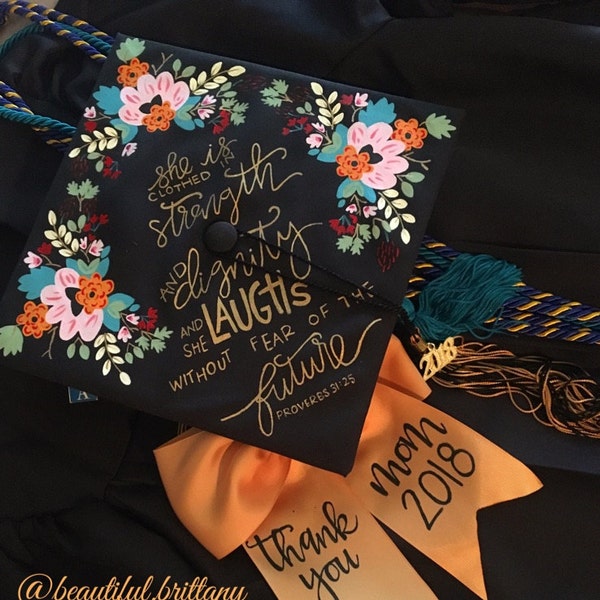 she is
CLOTHED IN
strength
AND dignity
AND
SHE LAUGHS
WITHOUT FEAR OF THE
future
PROVERBS 31:25
2018
thank
you
mom
2018
A
@beautiful.brittany